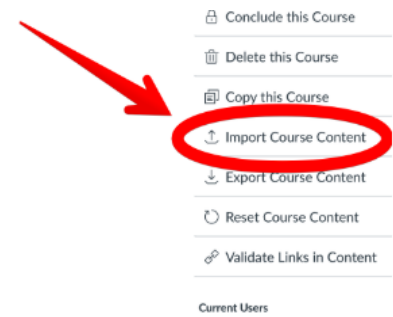 Conclude this Course
Delete this Course
Copy this Course
Import Course Content
Export Course Content
Reset Course Content
Validate Links in Content
Current Users